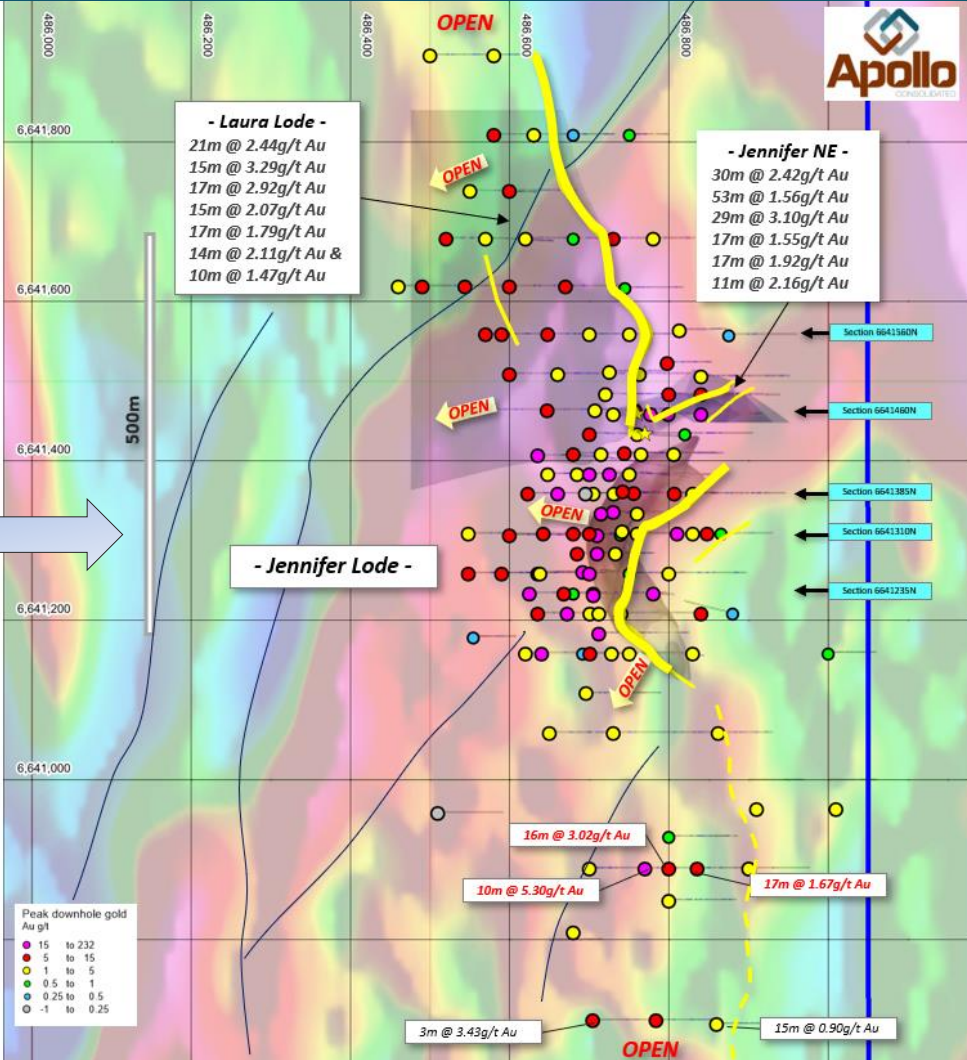 486,000
486,200
486,400
486,600
486,800
OPEN
Apollo
CONSOLIDATED
6,641,800
- Laura Lode -
21m @ 2.44g/t Au
15m @ 3.29g/t Au
17m @ 2.92g/t Au
15m @ 2.07g/t Au
17m @ 1.79g/t Au
14m @ 2.11g/t Au &
10m @ 1.47g/t Au
- Jennifer NE -
30m @ 2.42g/t Au
53m @ 1.56g/t Au
29m @ 3.10g/t Au
17m @ 1.55g/t Au
17m @ 1.92g/t Au
11m @ 2.16g/t Au
OPEN
6,641,600
Section 6641560N
500m
OPEN
Section 6641460N
6,641,400
Section 6641385N
OPEN
Section 6641310N
- Jennifer Lode -
Section 6641235N
6,641,200
OPEN
6,641,000
16m @ 3.02g/t Au
10m @ 5.30g/t Au
17m @ 1.67g/t Au
Peak downhole gold
Au g/t
15 to 232
5 to 15
1 to 5
0.5 to 1
0.25 to 0.5
-1 to 0.25
3m @ 3.43g/t Au
15m @ 0.90g/t Au
OPEN